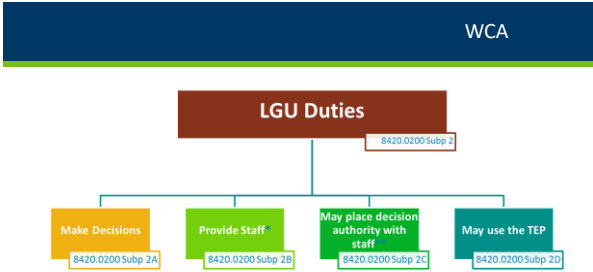 WCA
LGU Duties
8420.0200 Subp 2
Make Decisions
8420.0200 Subp 2A
Provide Staff*
8420.0200 Subp 2B
May place decision
authority with
staff**
8420.0200 Subp 2C
May use the TEP
8420.0200 Subp 2D